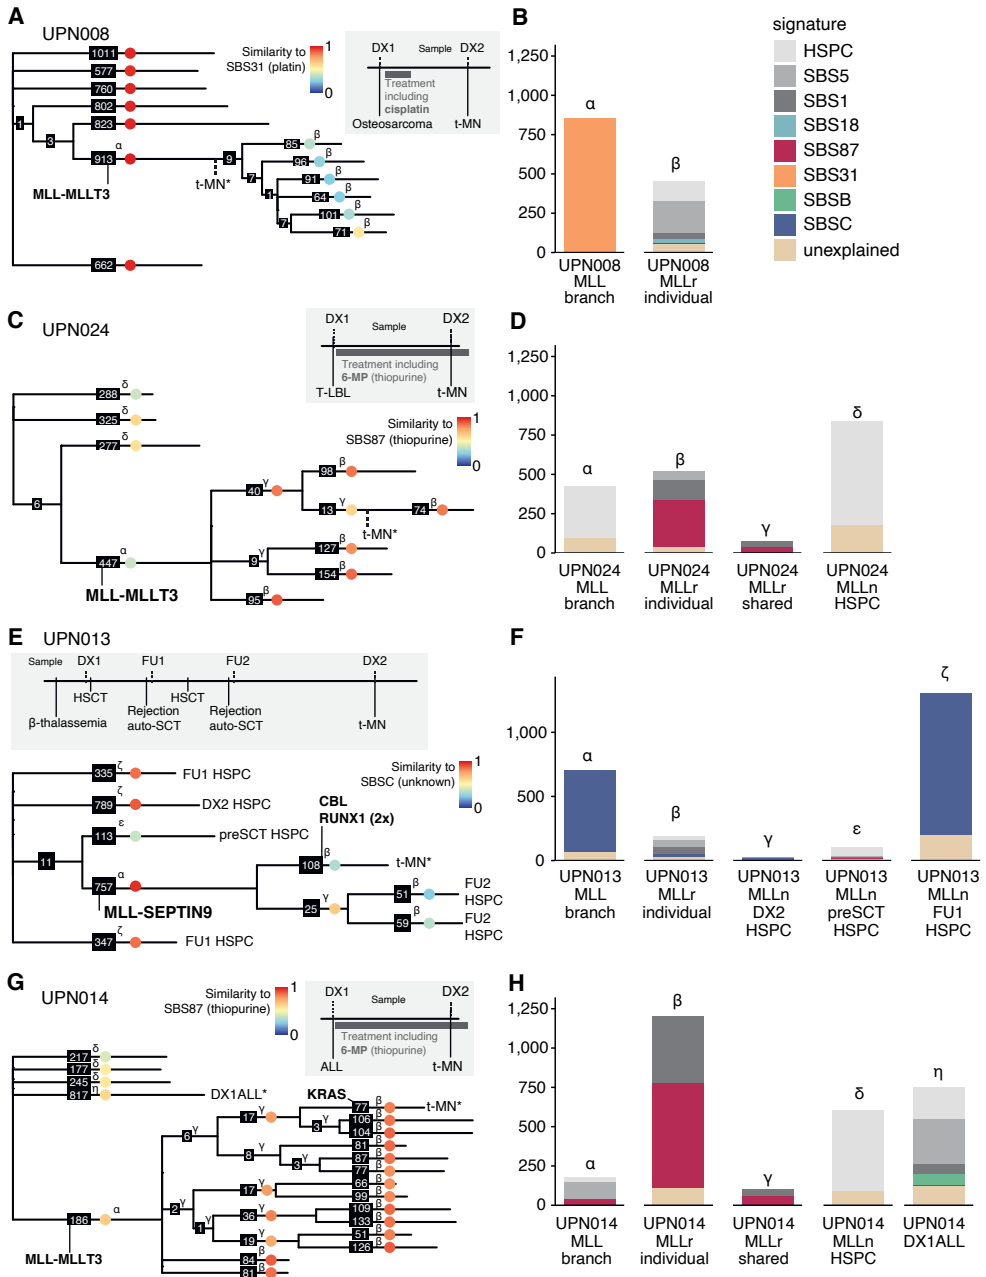 A
UPN008
1011
577
760
802
1
823
3
α
913
MLL-MLLT3
t-MN*
9
662
85
β
96
β
7
91
β
1
64
β
101
β
7
71
β
Similarity to
SBS31 (platin)
1
0
DX1
Sample
DX2
Treatment
including
cisplatin
Osteosarcoma
t-MN
B
1,250
1,000
750
500
250
0
α
β
UPN008
MLL
branch
UPN008
MLLr
individual
signature
HSPC
SBS5
SBS1
SBS18
SBS87
SBS31
SBSB
SBSC
unexplained
C
UPN024
DX1
Sample
DX2
Treatment including
6-MP (thiopurine)
T-LBL
t-MN
Similarity to
SBS87 (thiopurine)
1
0
288
δ
325
δ
277
δ
6
α
447
MLL-MLLT3
40
γ
98
β
13
γ
74
β
t-MN*
9
γ
127
β
154
β
95
β
D
1,250
1,000
750
500
250
0
α
β
γ
δ
UPN024
MLL
branch
UPN024
MLLr
individual
UPN024
MLLr
shared
UPN024
MLLn
HSPC
E
UPN013
Sample
DX1
FU1
FU2
DX2
HSCT
HSCT
β-thalassemia
Rejection
auto-SCT
Rejection
auto-SCT
t-MN
Similarity to
SBSC (unknown)
1
0
335
ζ
FU1 HSPC
789
ζ
DX2 HSPC
113
ε
preSCT HSPC
11
α
757
MLL-SEPTIN9
CBL
RUNX1 (2x)
108
β
t-MN*
25
γ
51
β
FU2
HSPC
59
β
FU2
HSPC
347
ζ
FU1 HSPC
F
1,000
500
0
α
β
γ
ε
ζ
UPN013
MLL
branch
UPN013
MLLr
individual
UPN013
MLLn
DX2
HSPC
UPN013
MLLn
preSCT
HSPC
UPN013
MLLn
FU1
HSPC
G
UPN014
Similarity to
SBS87 (thiopurine)
1
0
DX1
Sample
DX2
Treatment including
6-MP (thiopurine)
ALL
t-MN
217
δ
177
δ
245
δ
817
η
DX1ALL*
KRAS
77
β
t-MN*
17
γ
106
β
3
γ
104
β
6
γ
81
β
8
γ
87
β
3
γ
77
β
66
β
17
γ
99
β
2
γ
109
β
36
γ
133
β
1
γ
51
β
19
γ
126
β
186
α
MLL-MLLT3
84
β
81
β
H
1,250
1,000
750
500
250
0
α
β
γ
δ
η
UPN014
MLL
branch
UPN014
MLLr
individual
UPN014
MLLr
shared
UPN014
MLLn
HSPC
UPN014
DX1ALL